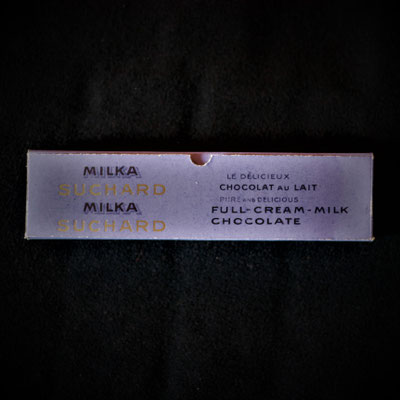 MILKA
SUCHARD
MILKA
SUCHARD
LE DÉLICIEUX
CHOCOLAT AU LAIT
PURE AND DELICIOUS
FULL-CREAM-MILK
CHOCOLATE